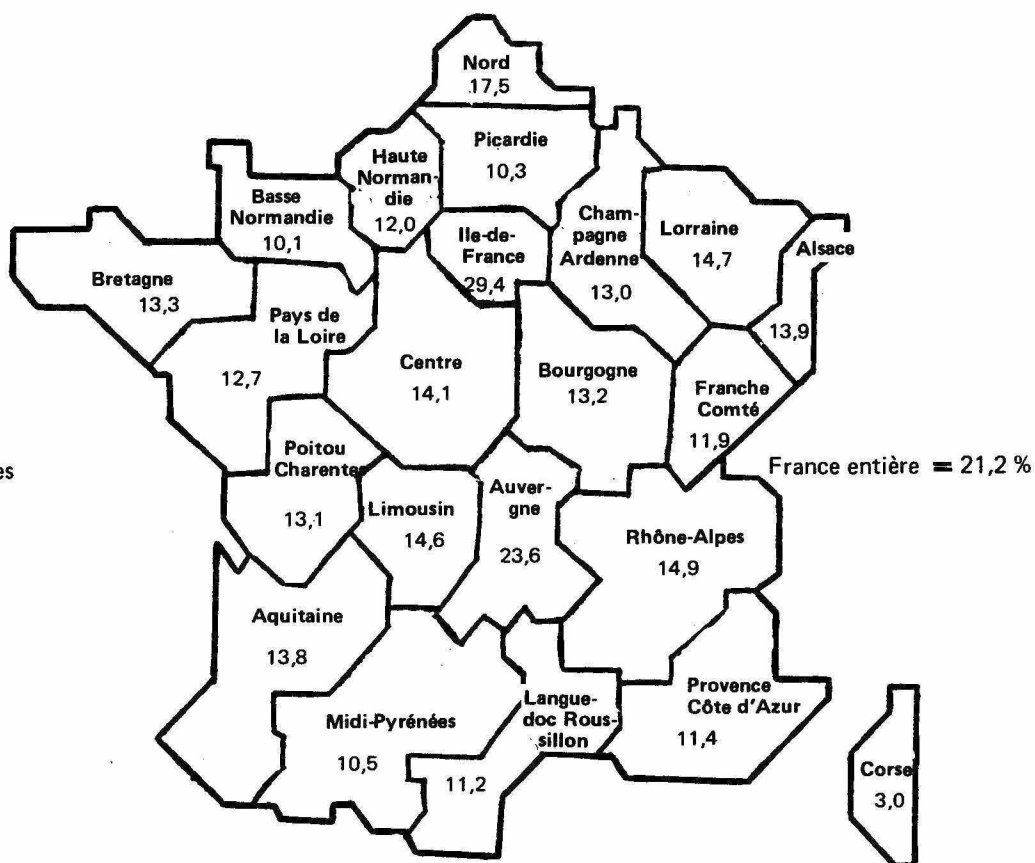 Nord
17,5
Picardie
10,3
Haute
Norman-
die
12,0
Basse
Normandie
10,1
Ile-de-
France
29,4
Cham-
pagne
Ardenne
13,0
Lorraine
14,7
Alsace
13,9
Bretagne
13,3
Pays de
la Loire
12,7
Centre
14,1
Bourgogne
13,2
Franche
Comté
11,9
Poitou
Charentes
13,1
Limousin
14,6
Auver-
gne
23,6
Rhône-Alpes
14,9
es
France entière = 21,2 %
Aquitaine
13,8
Midi-Pyrénées
10,5
Langue-
doc Rous-
sillon
11,2
Provence
Côte d'Azur
11,4
Corse
3,0